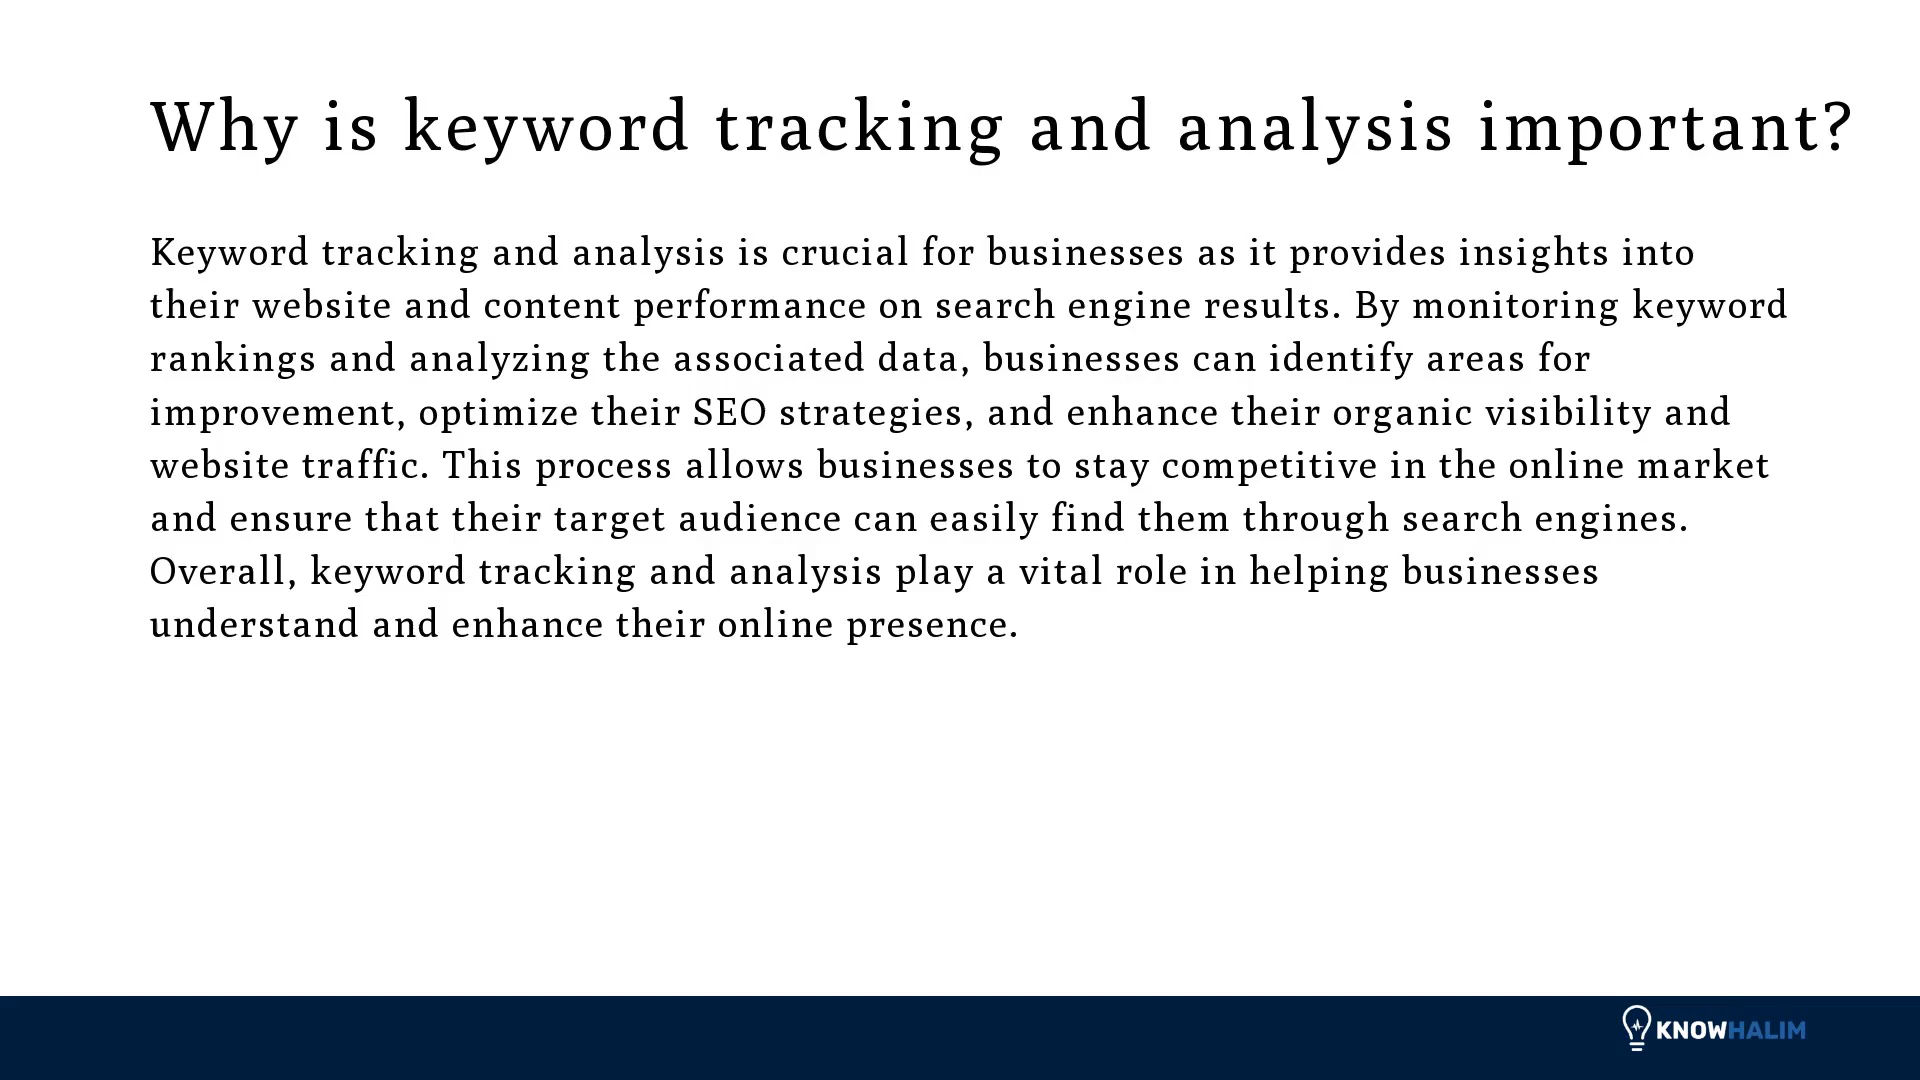 Why is keyword tracking and analysis important?
Keyword tracking and analysis is crucial for businesses as it provides insights into
their website and content performance on search engine results. By monitoring keyword
rankings and analyzing the associated data, businesses can identify areas for
improvement, optimize their SEO strategies, and enhance their organic visibility and
website traffic. This process allows businesses to stay competitive in the online market
and ensure that their target audience can easily find them through search engines.
Overall, keyword tracking and analysis play a vital role in helping businesses
understand and enhance their online presence.
KNOWHALIM